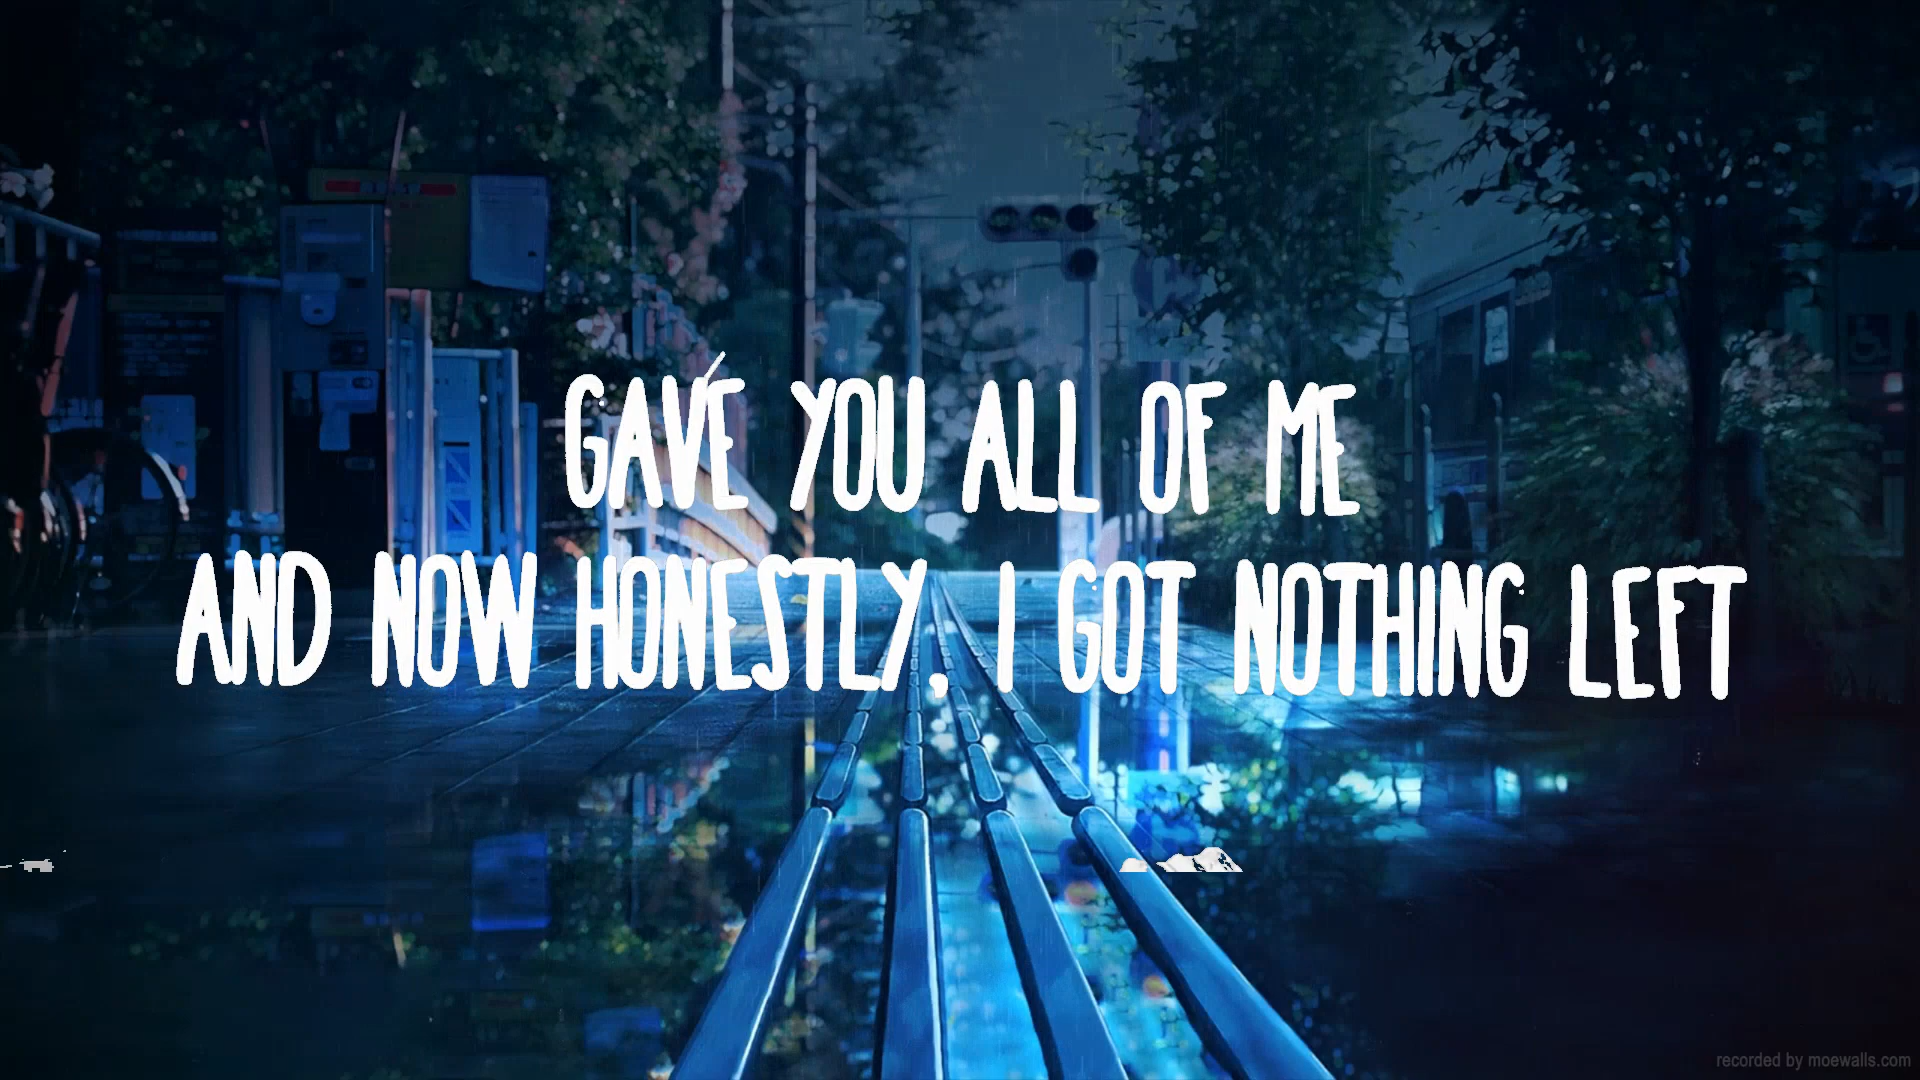 GAVE YOU ALL OF ME
AND NOW HONESTLY, I GOT NOTHING LEFT
recorded by moewalls.com